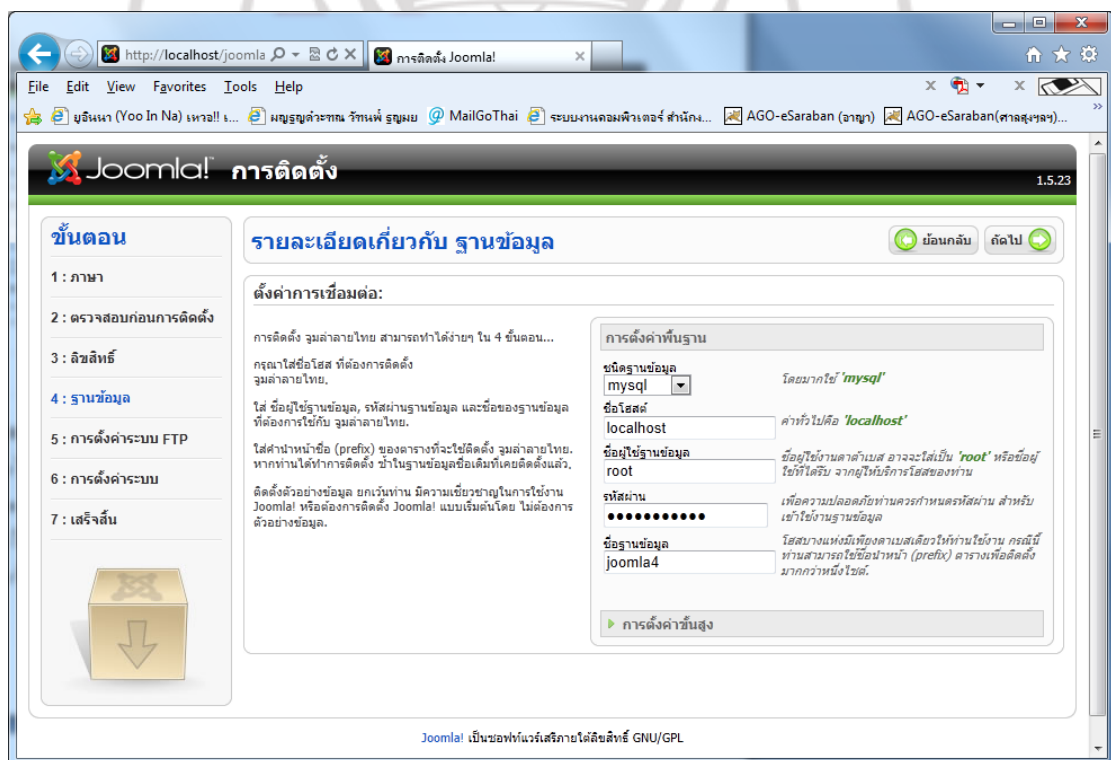 http://localhost/joomla
การติดตั้ง Joomla!
File Edit View Favorites Tools Help
ยูอินนา (Yoo In Na) เหวอ!! เ...
MailGoThai
ระบบงานคอมพิวเตอร์ สำนักง...
AGO-eSaraban (อาญา)
Joomla! การติดตั้ง
1.5.23
ขั้นตอน
1 : ภาษา
2 : ตรวจสอบก่อนการติดตั้ง
3 : ลิขสิทธิ์
4 : ฐานข้อมูล
5 : การตั้งค่าระบบ FTP
6 : การตั้งค่าระบบ
7 : เสร็จสิ้น
รายละเอียดเกี่ยวกับ ฐานข้อมูล
ย้อนกลับ
ถัดไป
ตั้งค่าการเชื่อมต่อ:
การติดตั้ง จูมล่าลายไทย สามารถทำได้ง่ายๆ ใน 4 ขั้นตอน...
กรุณาใส่ชื่อโฮส ที่ต้องการติดตั้ง
จูมล่าลายไทย.
ใส่ ชื่อผู้ใช้ฐานข้อมูล, รหัสผ่านฐานข้อมูล และชื่อของฐานข้อมูล
ที่ต้องการใช้กับ จูมล่าลายไทย.
ใส่คำนำหน้าชื่อ (prefix) ของตารางที่จะใช้ติดตั้ง จูมล่าลายไทย.
หากท่านได้ทำการติดตั้ง ซ้ำในฐานข้อมูลชื่อเดิมที่เคยติดตั้งแล้ว.
ติดตั้งตัวอย่างข้อมูล ยกเว้นท่าน มีความเชี่ยวชาญในการใช้งาน
Joomla! หรือต้องการติดตั้ง Joomla! แบบเริ่มต้นโดย ไม่ต้องการ
ตัวอย่างข้อมูล.
การตั้งค่าพื้นฐาน
ชนิดฐานข้อมูล
mysql
โดยมากใช้ 'mysql'
ชื่อโฮสต์
localhost
ค่าทั่วไปคือ 'localhost'
ชื่อผู้ใช้ฐานข้อมูล
root
ชื่อผู้ใช้งานดาต้าเบส อาจจะใส่เป็น 'root' หรือชื่อผู้
ใช้ที่ได้รับ จากผู้ให้บริการโฮสของท่าน
รหัสผ่าน
●●●●●●●●●●●
เพื่อความปลอดภัยท่านควรกำหนดรหัสผ่าน สำหรับ
เข้าใช้งานฐานข้อมูล
ชื่อฐานข้อมูล
joomla4
โฮสบางแห่งมีเพียงดาเบสเดียวให้ท่านใช้งาน กรณีนี้
ท่านสามารถใช้ชื่อนำหน้า (prefix) ตารางเพื่อติดตั้ง
มากกว่าหนึ่งไซต์.
การตั้งค่าขั้นสูง
Joomla! เป็นซอฟท์แวร์เสรีภายใต้ลิขสิทธิ์ GNU/GPL